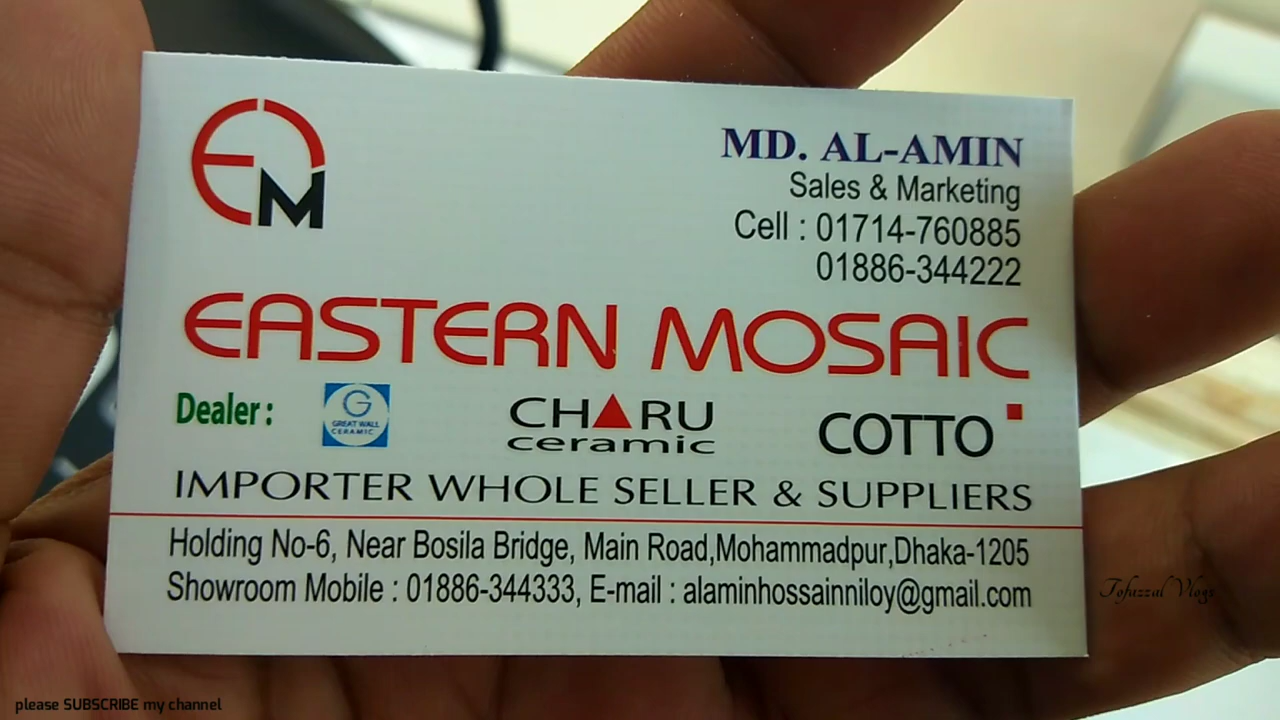 EM
MD. AL-AMIN
Sales & Marketing
Cell : 01714-760885
01886-344222
EASTERN MOSAIC
Dealer :
G
GREAT WALL
CERAMIC
CHARU
ceramic
COTTO
IMPORTER WHOLE SELLER & SUPPLIERS
Holding No-6, Near Bosila Bridge, Main Road,Mohammadpur,Dhaka-1205
Showroom Mobile : 01886-344333, E-mail : alaminhossainniloy@gmail.com
Tofuzzal Vlogs
please SUBSCRIBE my channel